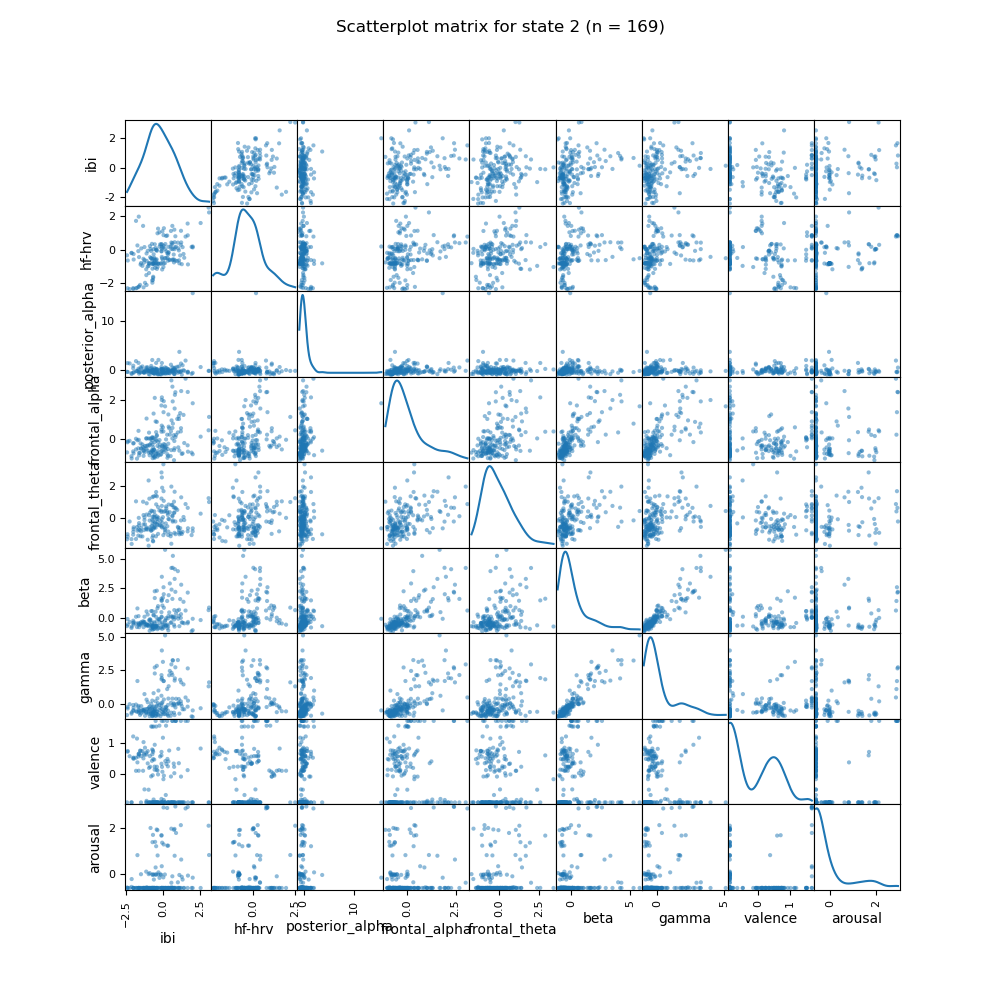 Scatterplot matrix for state 2 (n = 169)
ibi
2
0
−2
hf-hrv
2
0
−2
posterior_alpha
10
0
frontal_alpha
2
0
frontal_theta
2
0
beta
5.0
2.5
0.0
gamma
5.0
2.5
0.0
valence
1
0
arousal
2
0
−2.5 0.0 2.5 0.0 2.5 0 10 0.0 2.5 0.0 2.5 0 5 0 5 0 1 0 2
ibi hf-hrv posterior_alpha frontal_alpha frontal_theta beta gamma valence arousal